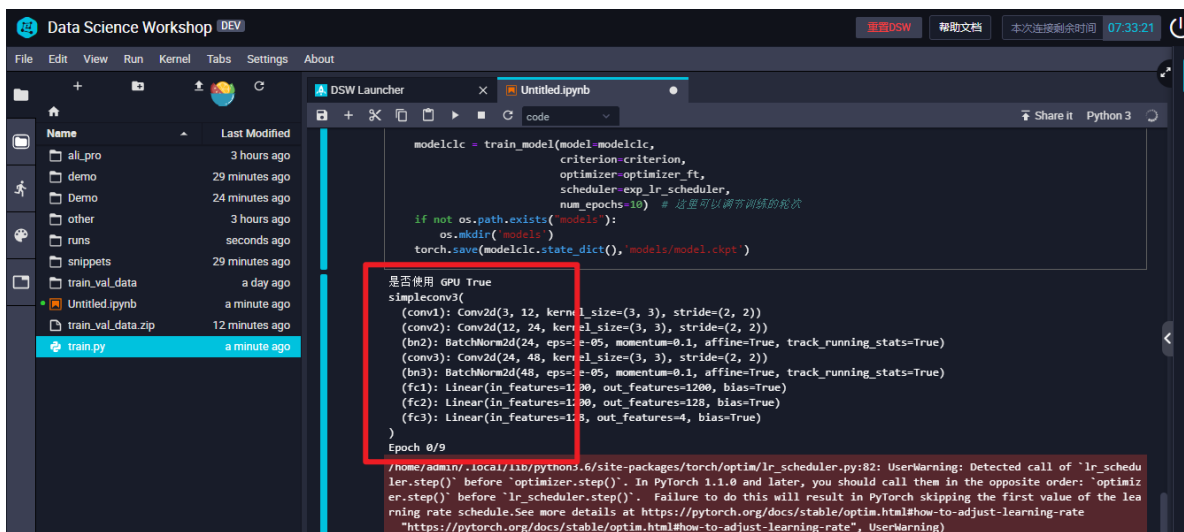 Data Science Workshop DEV
重置DSW 帮助文档 本次连接剩余时间 07:33:21
File Edit View Run Kernel Tabs Settings About
DSW Launcher × Untitled.ipynb
code
Share it Python 3
Name Last Modified
ali_pro 3 hours ago
demo 29 minutes ago
Demo 24 minutes ago
other 3 hours ago
runs seconds ago
snippets 29 minutes ago
train_val_data a day ago
Untitled.ipynb a minute ago
train_val_data.zip 12 minutes ago
train.py a minute ago
modelclc = train_model(model=modelclc,
criterion=criterion,
optimizer=optimizer_ft,
scheduler=exp_lr_scheduler,
num_epochs=10) # 这里可以调节训练的轮次
if not os.path.exists("models"):
os.mkdir('models')
torch.save(modelclc.state_dict(),'models/model.ckpt')
是否使用 GPU True
simpleconv3(
(conv1): Conv2d(3, 12, kernel_size=(3, 3), stride=(2, 2))
(conv2): Conv2d(12, 24, kernel_size=(3, 3), stride=(2, 2))
(bn2): BatchNorm2d(24, eps=1e-05, momentum=0.1, affine=True, track_running_stats=True)
(conv3): Conv2d(24, 48, kernel_size=(3, 3), stride=(2, 2))
(bn3): BatchNorm2d(48, eps=1e-05, momentum=0.1, affine=True, track_running_stats=True)
(fc1): Linear(in_features=1200, out_features=1200, bias=True)
(fc2): Linear(in_features=1200, out_features=128, bias=True)
(fc3): Linear(in_features=128, out_features=4, bias=True)
)
Epoch 0/9
/home/admin/.local/lib/python3.6/site-packages/torch/optim/lr_scheduler.py:82: UserWarning: Detected call of `lr_schedu
ler.step()` before `optimizer.step()`. In PyTorch 1.1.0 and later, you should call them in the opposite order: `optimiz
er.step()` before `lr_scheduler.step()`. Failure to do this will result in PyTorch skipping the first value of the lea
rning rate schedule.See more details at https://pytorch.org/docs/stable/optim.html#how-to-adjust-learning-rate
"https://pytorch.org/docs/stable/optim.html#how-to-adjust-learning-rate", UserWarning)